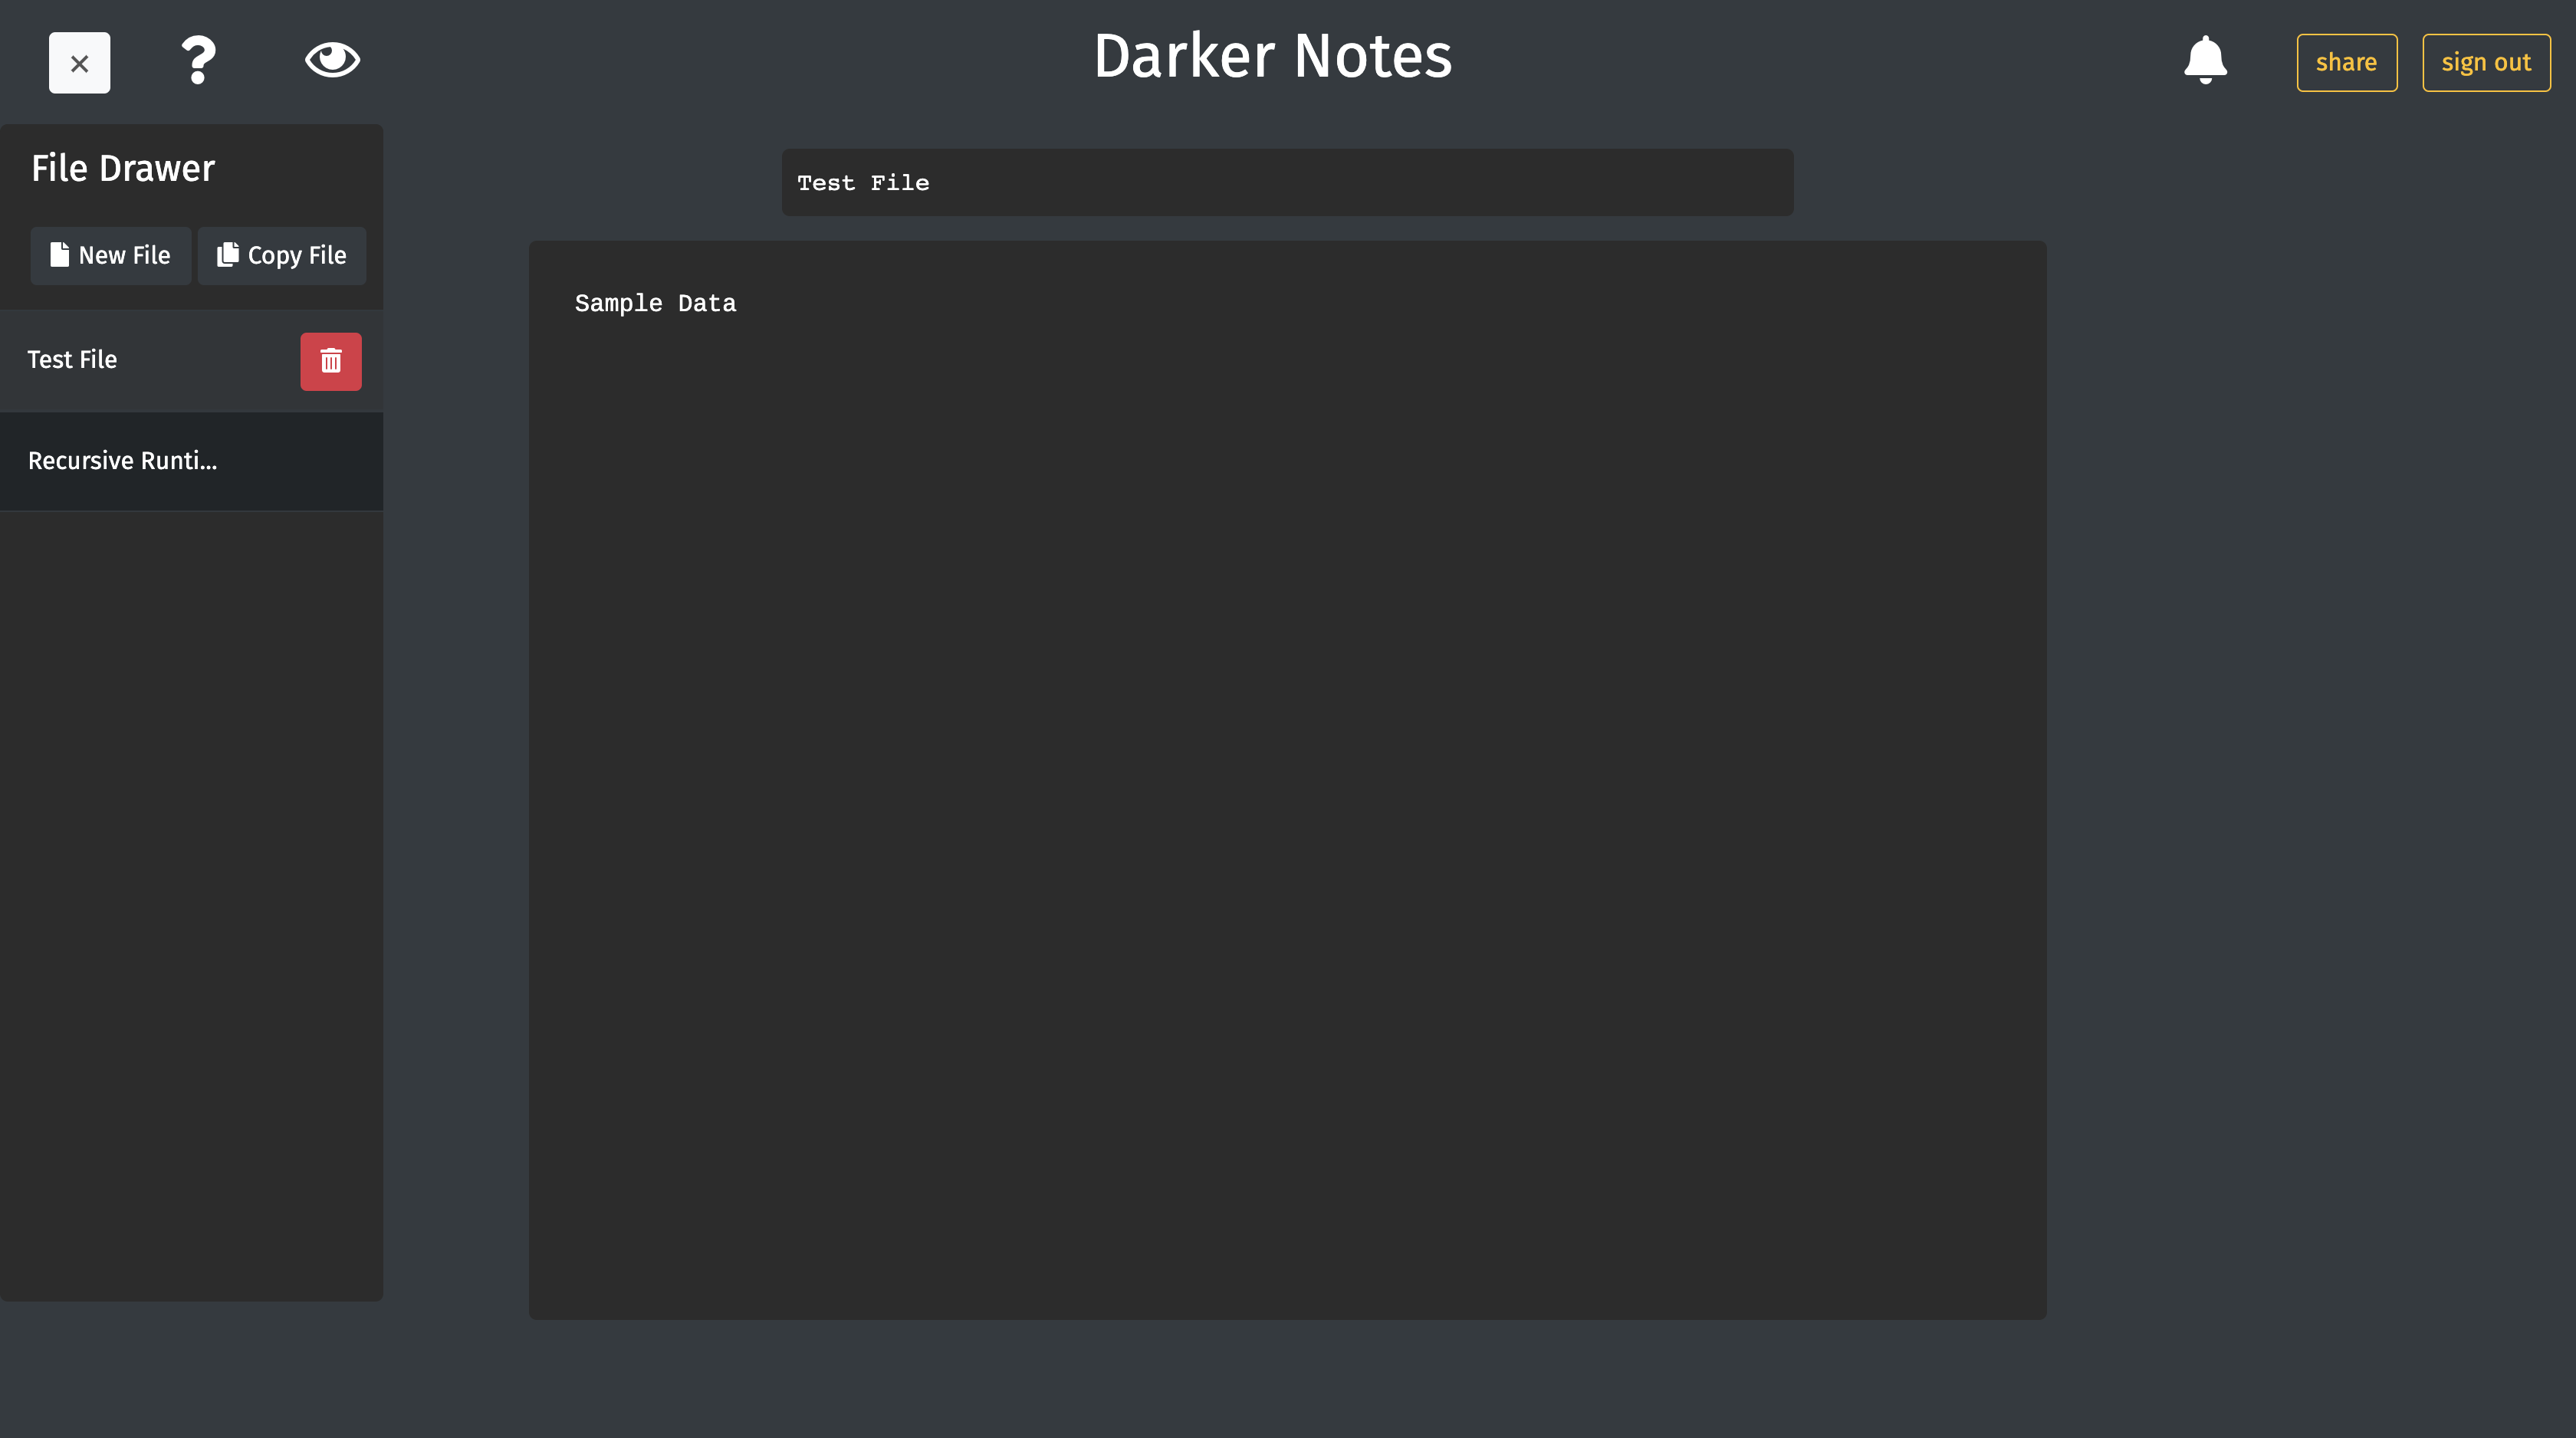 Darker Notes
share
sign out
File Drawer
New File
Copy File
Test File
Recursive Runti...
Test File
Sample Data